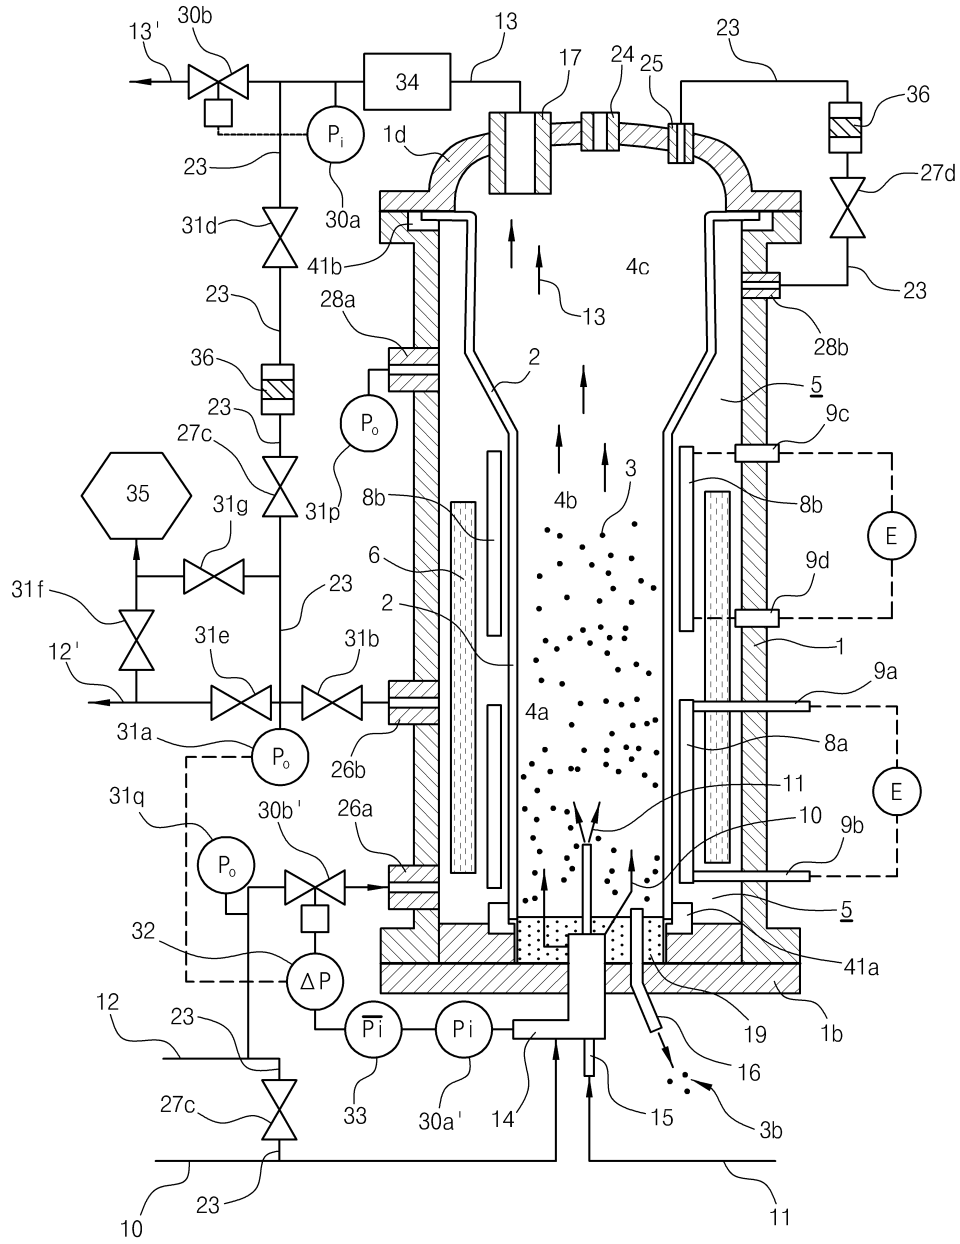 13' 30b 13 17 24 23
25 36
34
1d
Pi
23 27d
31d 30a
41b 4c
23 28a 13 23
36 2 28b
5
23 9c
27c Po
35 31g 31p 8b 4b 3 8b
E
6
31f 23 9d
2
12' 31e 31b 1
9a
31a 4a
Po 26b 8a
31q 30b' 26a 11 10 E
9b
Po
32 5
ΔP 41a
12 23 Pi Pi 19 1b
16
27c 33 30a' 14 15 3b
10 23 11